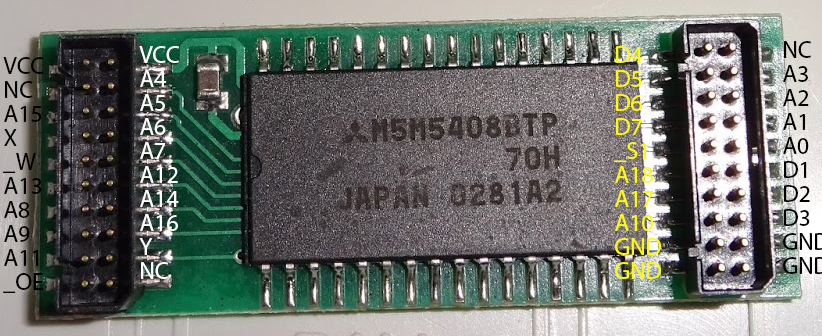 VCC
NC
A15
X
_W
A13
A8
A9
A11
_OE
VCC
A4
A5
A6
A7
A12
A14
A16
Y
NC
M5M5408BTP
70H
JAPAN 0281A2
D4
D5
D6
D7
_S1
A18
A17
A10
GND
GND
NC
A3
A2
A1
A0
D1
D2
D3
GND
GND